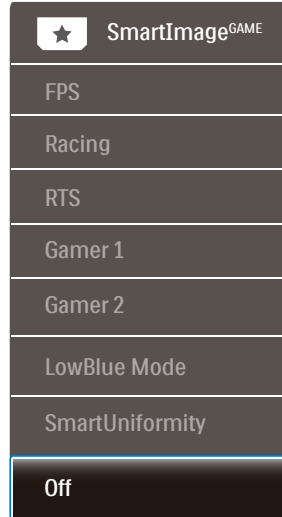 SmartImageGAME
FPS
Racing
RTS
Gamer 1
Gamer 2
LowBlue Mode
SmartUniformity
Off